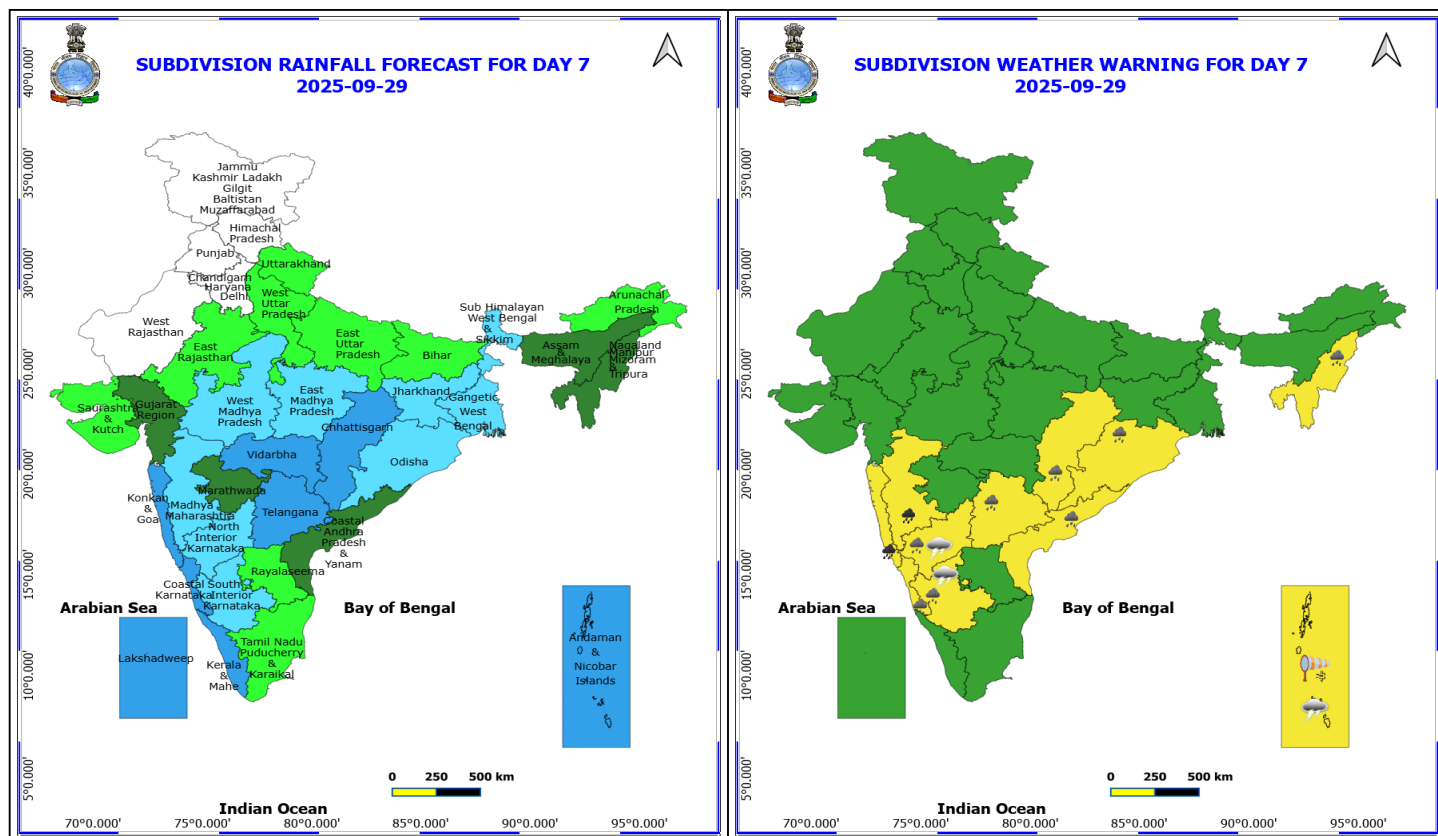 SUBDIVISION RAINFALL FORECAST FOR DAY 7
2025-09-29
40°0.000'
35°0.000'
30°0.000'
25°0.000'
20°0.000'
15°0.000'
10°0.000'
5°0.000'
Jammu
Kashmir Ladakh
Gilgit
Baltistan
Muzaffarabad
Himachal
Pradesh
Punjab
Chandigarh
Haryana
Delhi
Uttarakhand
West
Uttar
Pradesh
West
Rajasthan
East
Rajasthan
East
Uttar
Pradesh
Bihar
Sub Himalayan
West Bengal
&
Sikkim
Arunachal
Pradesh
Assam
&
Meghalaya
Nagaland
Manipur
Mizoram
&
Tripura
Saurashtra
&
Kutch
Gujarat
Region
West
Madhya
Pradesh
East
Madhya
Pradesh
Jharkhand
Gangetic
West
Bengal
Chhattisgarh
Odisha
Vidarbha
Marathwada
Konkan
&
Goa
Madhya
Maharashtra
North
Interior
Karnataka
Telangana
Coastal
Andhra
Pradesh
&
Yanam
Rayalaseema
Coastal
Karnataka
South
Interior
Karnataka
Tamil Nadu
Puducherry
&
Karaikal
Kerala
&
Mahe
Lakshadweep
Andaman
&
Nicobar
Islands
Arabian Sea
Bay of Bengal
Indian Ocean
0 250 500 km
70°0.000' 75°0.000' 80°0.000' 85°0.000' 90°0.000' 95°0.000'
SUBDIVISION WEATHER WARNING FOR DAY 7
2025-09-29
40°0.000'
35°0.000'
30°0.000'
25°0.000'
20°0.000'
15°0.000'
10°0.000'
5°0.000'
Arabian Sea
Bay of Bengal
Indian Ocean
0 250 500 km
70°0.000' 75°0.000' 80°0.000' 85°0.000' 90°0.000' 95°0.000'